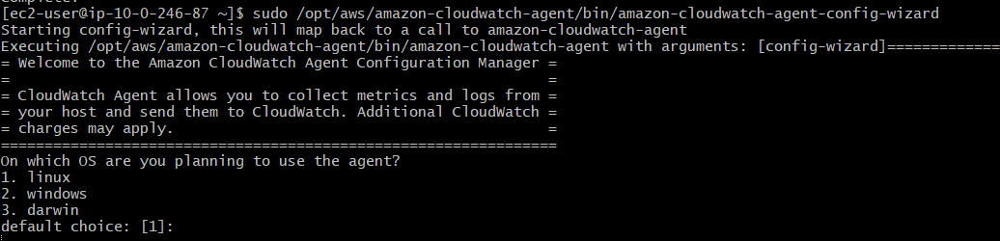 [ec2-user@ip-10-0-246-87 ~]$ sudo /opt/aws/amazon-cloudwatch-agent/bin/amazon-cloudwatch-agent-config-wizard
Starting config-wizard, this will map back to a call to amazon-cloudwatch-agent
Executing /opt/aws/amazon-cloudwatch-agent/bin/amazon-cloudwatch-agent with arguments: [config-wizard]=============
= Welcome to the Amazon CloudWatch Agent Configuration Manager =
=                                                              =
= CloudWatch Agent allows you to collect metrics and logs from =
= your host and send them to CloudWatch. Additional CloudWatch =
= charges may apply.                                           =
================================================================
On which OS are you planning to use the agent?
1. linux
2. windows
3. darwin
default choice: [1]: